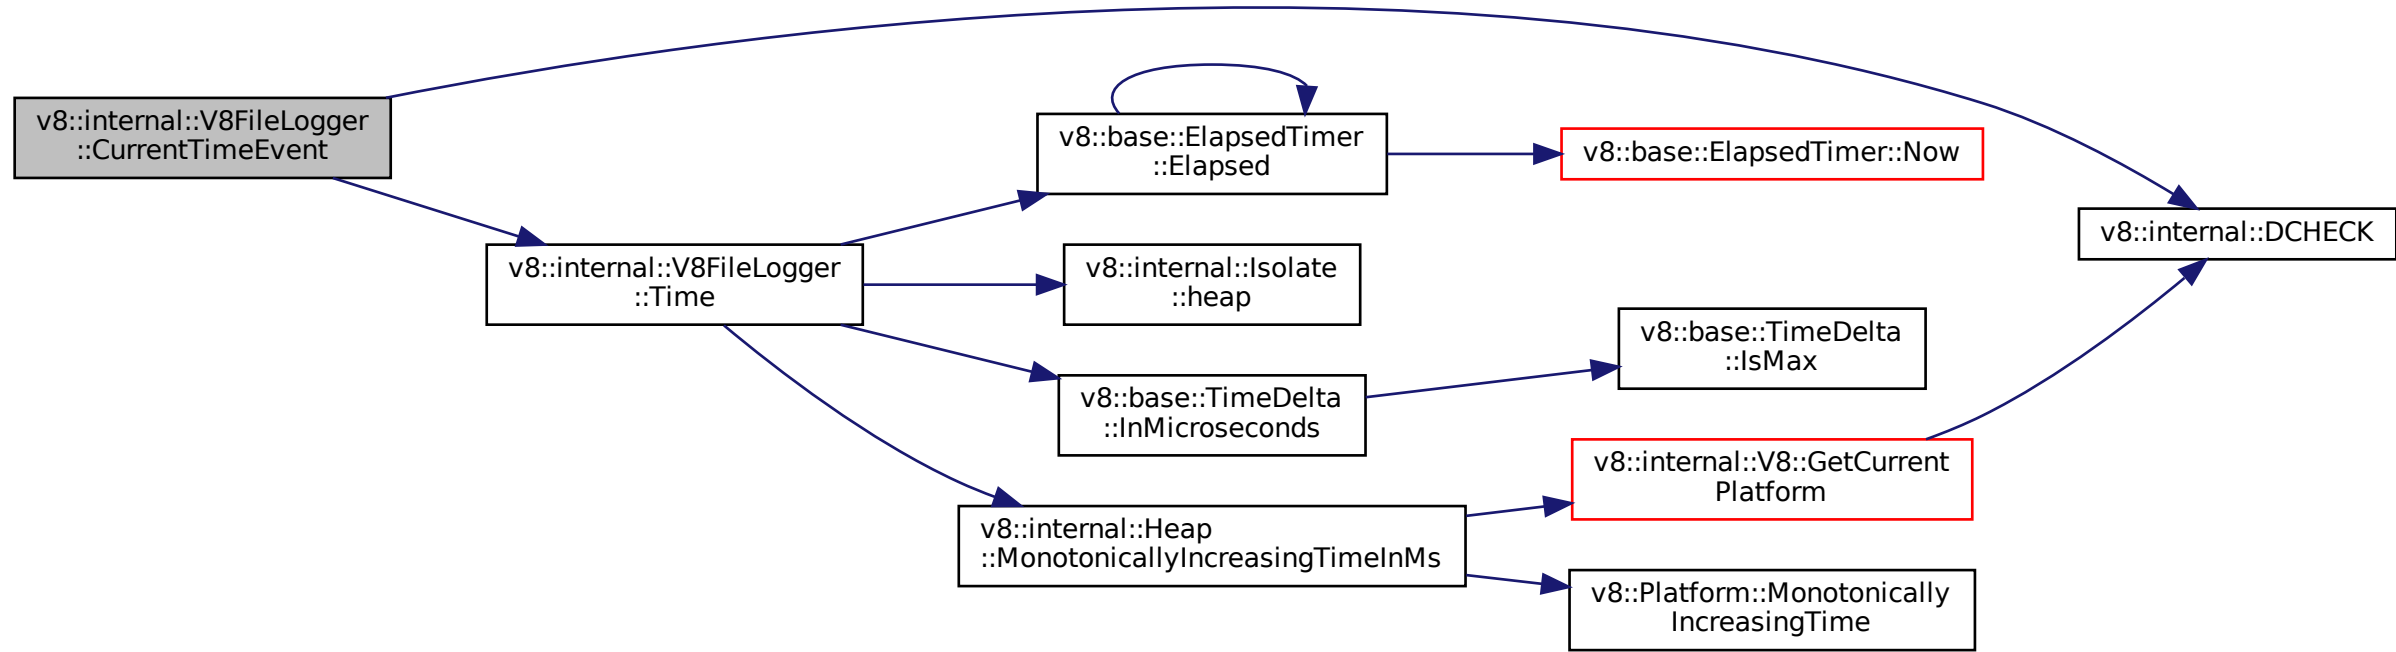 v8::internal::V8FileLogger
::CurrentTimeEvent
v8::internal::V8FileLogger
::Time
v8::base::ElapsedTimer
::Elapsed
v8::internal::Isolate
::heap
v8::base::TimeDelta
::InMicroseconds
v8::internal::Heap
::MonotonicallyIncreasingTimeInMs
v8::base::ElapsedTimer::Now
v8::base::TimeDelta
::IsMax
v8::internal::V8::GetCurrent
Platform
v8::Platform::Monotonically
IncreasingTime
v8::internal::DCHECK